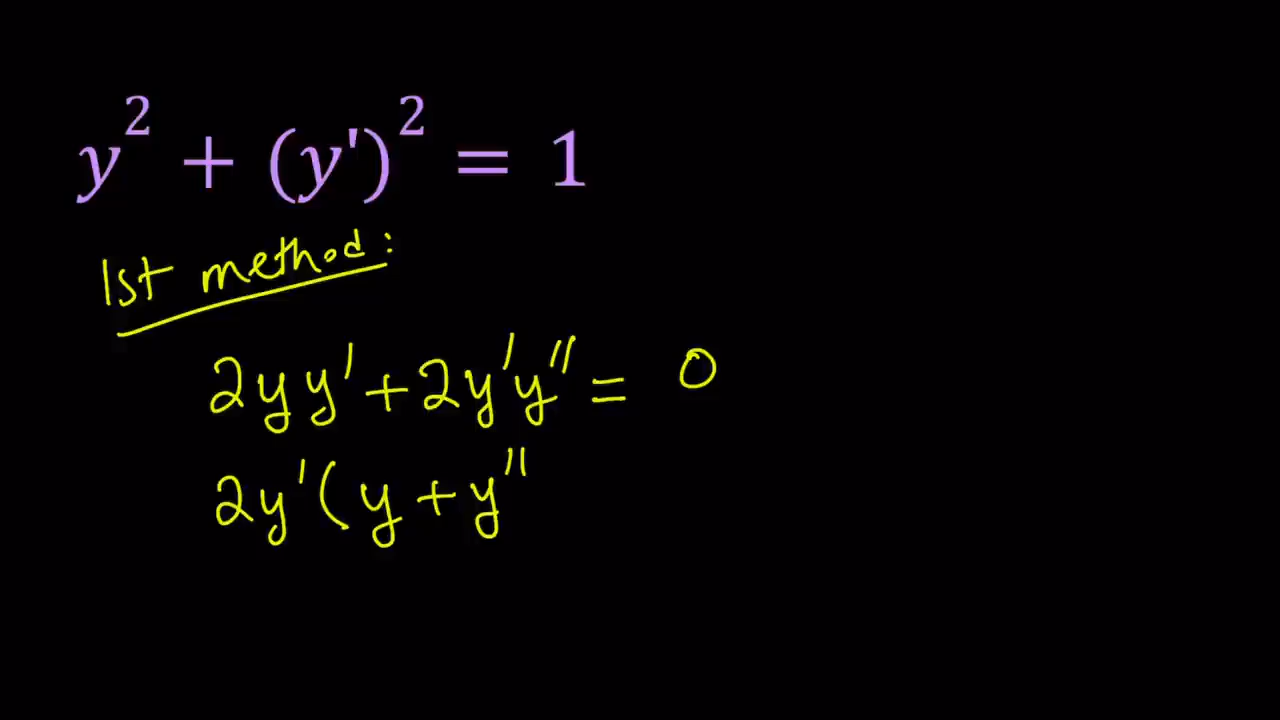 y² + (y')² = 1
1st method:
2yy' + 2y'y'' = 0
2y'(y + y''